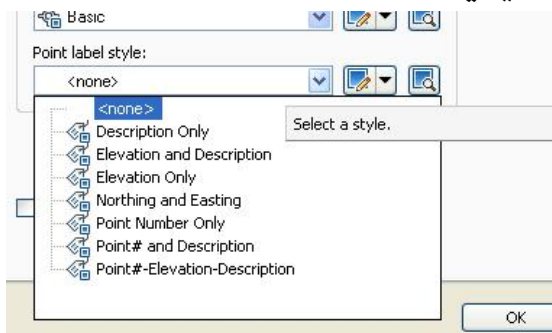 Basic
Point label style:
<none>
<none>
Select a style.
Description Only
Elevation and Description
Elevation Only
Northing and Easting
Point Number Only
Point# and Description
Point#-Elevation-Description
OK